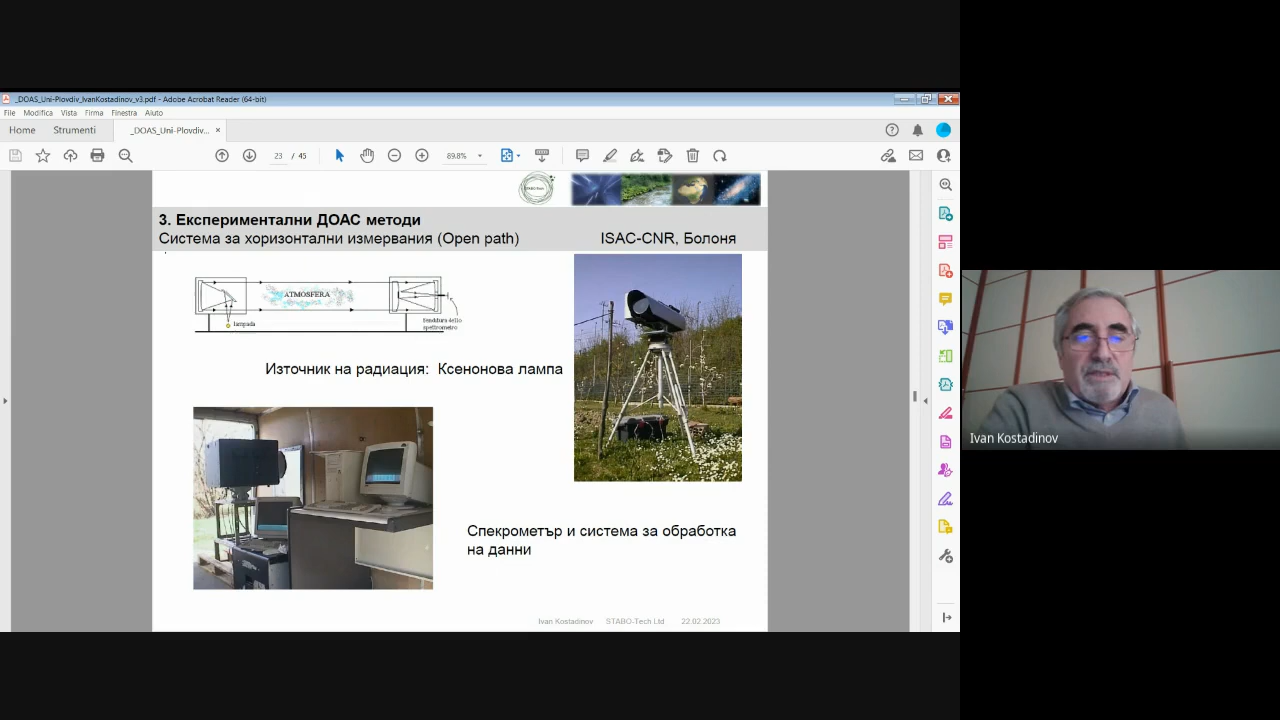 _DOAS_Uni-Plovdiv_IvanKostadinov_v3.pdf - Adobe Acrobat Reader (64-bit)
File Modifica Vista Firma Finestra Aiuto
Home Strumenti _DOAS_Uni-Plovdiv... ×
23 / 45 89.8%
3. Експериментални ДОАС методи
Система за хоризонтални измервания (Open path) ISAC-CNR, Болоня
ATMOSFERA
lampada
fenditura dello
spettrometro
Източник на радиация: Ксенонова лампа
Спекрометър и система за обработка
на данни
Ivan Kostadinov STABO-Tech Ltd 22.02.2023
Ivan Kostadinov